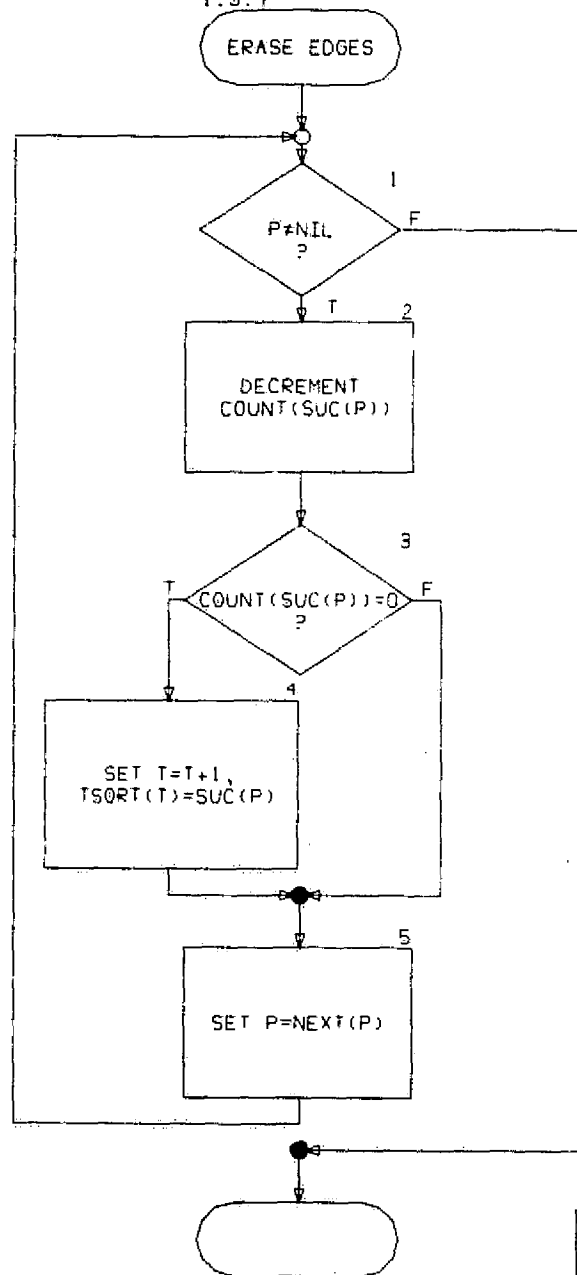 ERASE EDGES
1
P≠NIL
?
F
T
2
DECREMENT
COUNT(SUC(P))
3
T
COUNT(SUC(P))=0
?
F
4
SET T=T+1,
TSORT(T)=SUC(P)
5
SET P=NEXT(P)